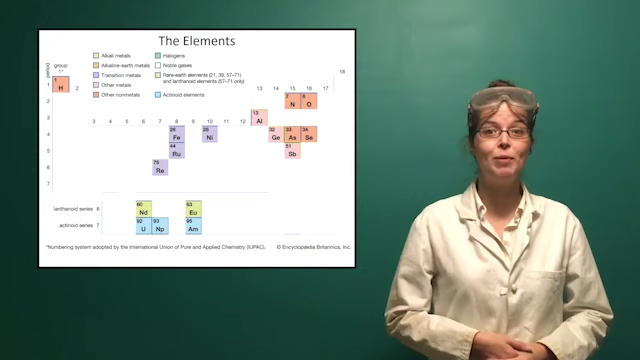 The Elements
group
1*
period
18
Alkali metals
Halogens
Alkaline-earth metals
Noble gases
Transition metals
Rare-earth elements (21, 39, 57–71)
and lanthanoid elements (57–71 only)
Other metals
Other nonmetals
Actinoid elements
1
1
H
2
13 14 15 16 17
2
7
N
8
O
3
3 4 5 6 7 8 9 10 11 12
13
Al
4
26
Fe
28
Ni
32
Ge
33
As
34
Se
5
44
Ru
51
Sb
6
75
Re
7
lanthanoid series 6
60
Nd
63
Eu
actinoid series 7
92
U
93
Np
95
Am
*Numbering system adopted by the International Union of Pure and Applied Chemistry (IUPAC).
© Encyclopædia Britannica, Inc.